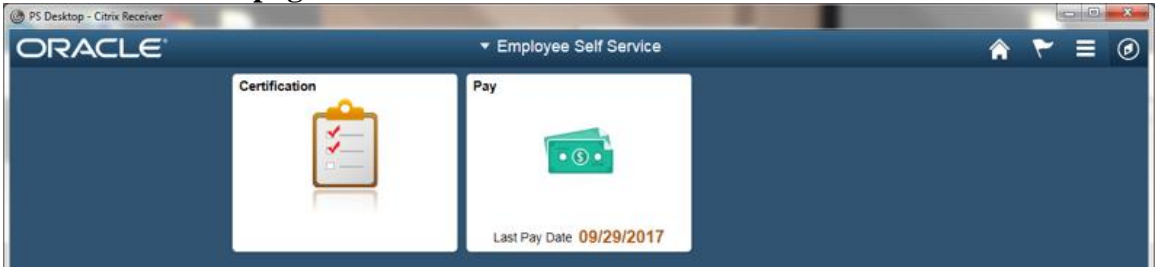 PS Desktop - Citrix Receiver
ORACLE
Employee Self Service
Certification
Pay
Last Pay Date 09/29/2017